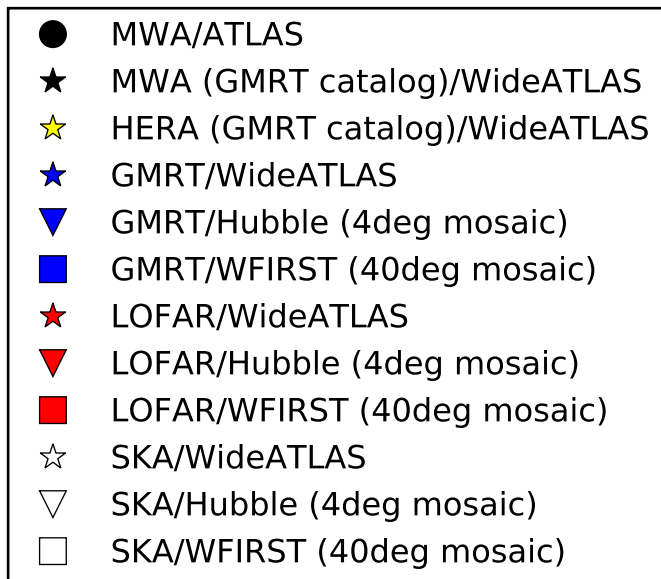 MWA/ATLAS
MWA (GMRT catalog)/WideATLAS
HERA (GMRT catalog)/WideATLAS
GMRT/WideATLAS
GMRT/Hubble (4deg mosaic)
GMRT/WFIRST (40deg mosaic)
LOFAR/WideATLAS
LOFAR/Hubble (4deg mosaic)
LOFAR/WFIRST (40deg mosaic)
SKA/WideATLAS
SKA/Hubble (4deg mosaic)
SKA/WFIRST (40deg mosaic)